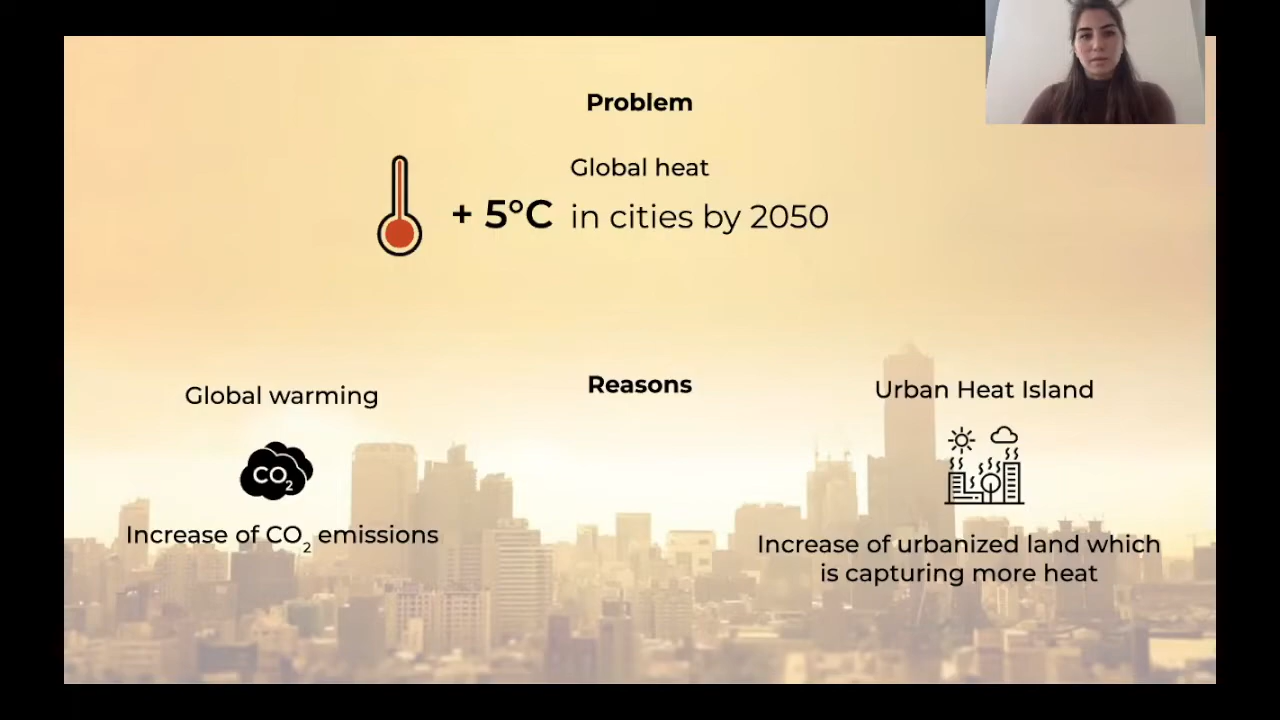 Problem
Global heat
+ 5°C in cities by 2050
Reasons
Global warming
CO₂
Increase of CO₂ emissions
Urban Heat Island
Increase of urbanized land which
is capturing more heat